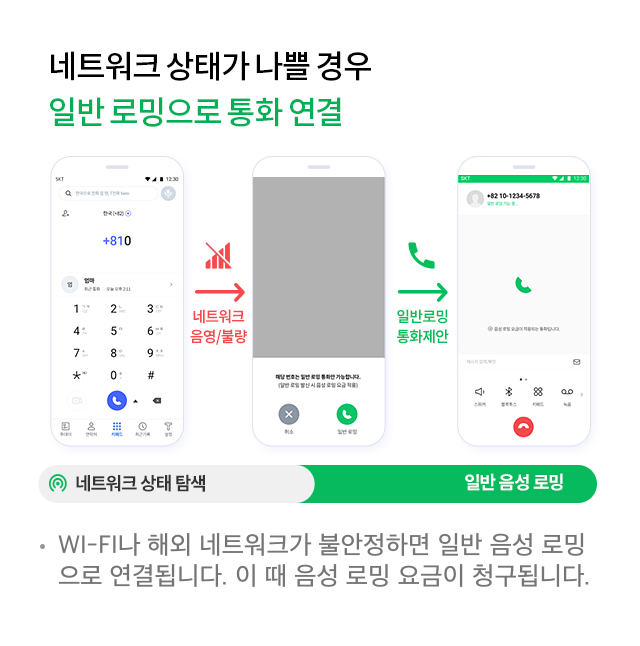 네트워크 상태가 나쁠 경우
일반 로밍으로 통화 연결
SKT
12:30
한국 (+82)
+810
엄
엄마
최근 통화 · 오늘 오후 2:11
1
2
3
4
5
6
7
8
9
*
0
#
연락처
키패드
최근기록
설정
네트워크
음영/불량
해당 번호는 일반 로밍 통화만 가능합니다.
(일반 로밍 발신 시 음성 로밍 요금 적용)
취소
일반 로밍
일반로밍
통화제안
SKT
12:30
+82 10-1234-5678
일반 로밍 가능 중...
음성 로밍 요금이 적용되는 통화입니다.
스피커
블루투스
키패드
녹음
네트워크 상태 탐색
일반 음성 로밍
• WI-FI나 해외 네트워크가 불안정하면 일반 음성 로밍
으로 연결됩니다. 이 때 음성 로밍 요금이 청구됩니다.